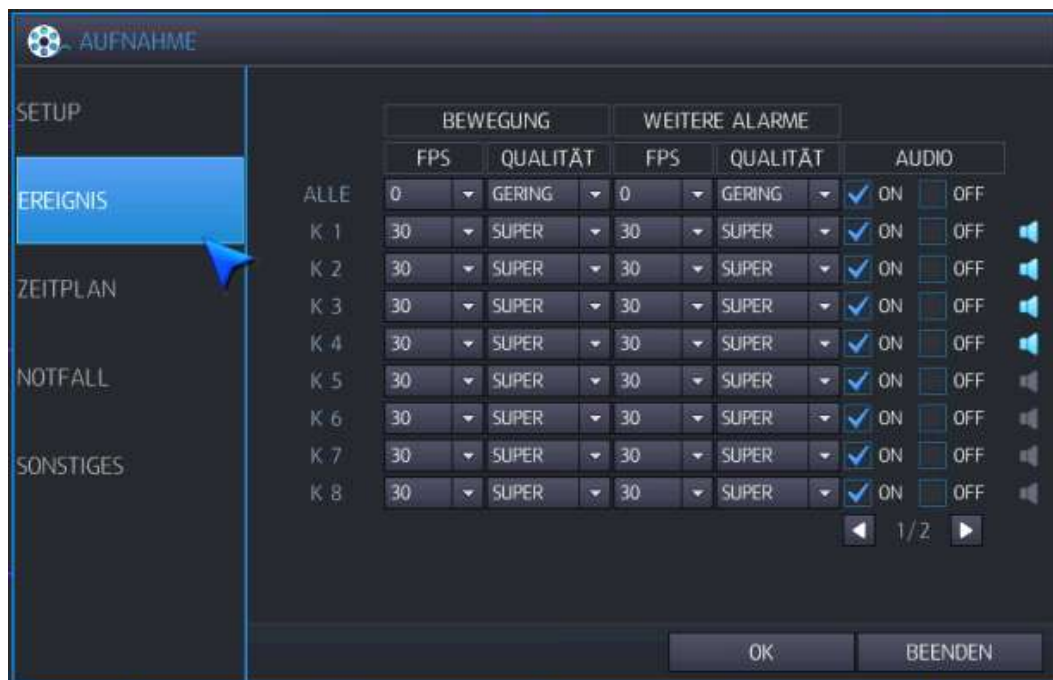 AUFNAHME
SETUP
EREIGNIS
ZEITPLAN
NOTFALL
SONSTIGES
BEWEGUNG WEITERE ALARME
FPS QUALITÄT FPS QUALITÄT AUDIO
ALLE 0 GERING 0 GERING ON OFF
K 1 30 SUPER 30 SUPER ON OFF
K 2 30 SUPER 30 SUPER ON OFF
K 3 30 SUPER 30 SUPER ON OFF
K 4 30 SUPER 30 SUPER ON OFF
K 5 30 SUPER 30 SUPER ON OFF
K 6 30 SUPER 30 SUPER ON OFF
K 7 30 SUPER 30 SUPER ON OFF
K 8 30 SUPER 30 SUPER ON OFF
1/2
OK BEENDEN